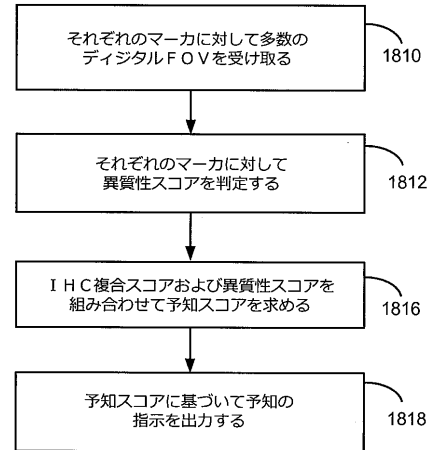 それぞれのマーカに対して多数の
ディジタルＦＯＶを受け取る
1810
それぞれのマーカに対して
異質性スコアを判定する
1812
ＩＨＣ複合スコアおよび異質性スコアを
組み合わせて予知スコアを求める
1816
予知スコアに基づいて予知の
指示を出力する
1818